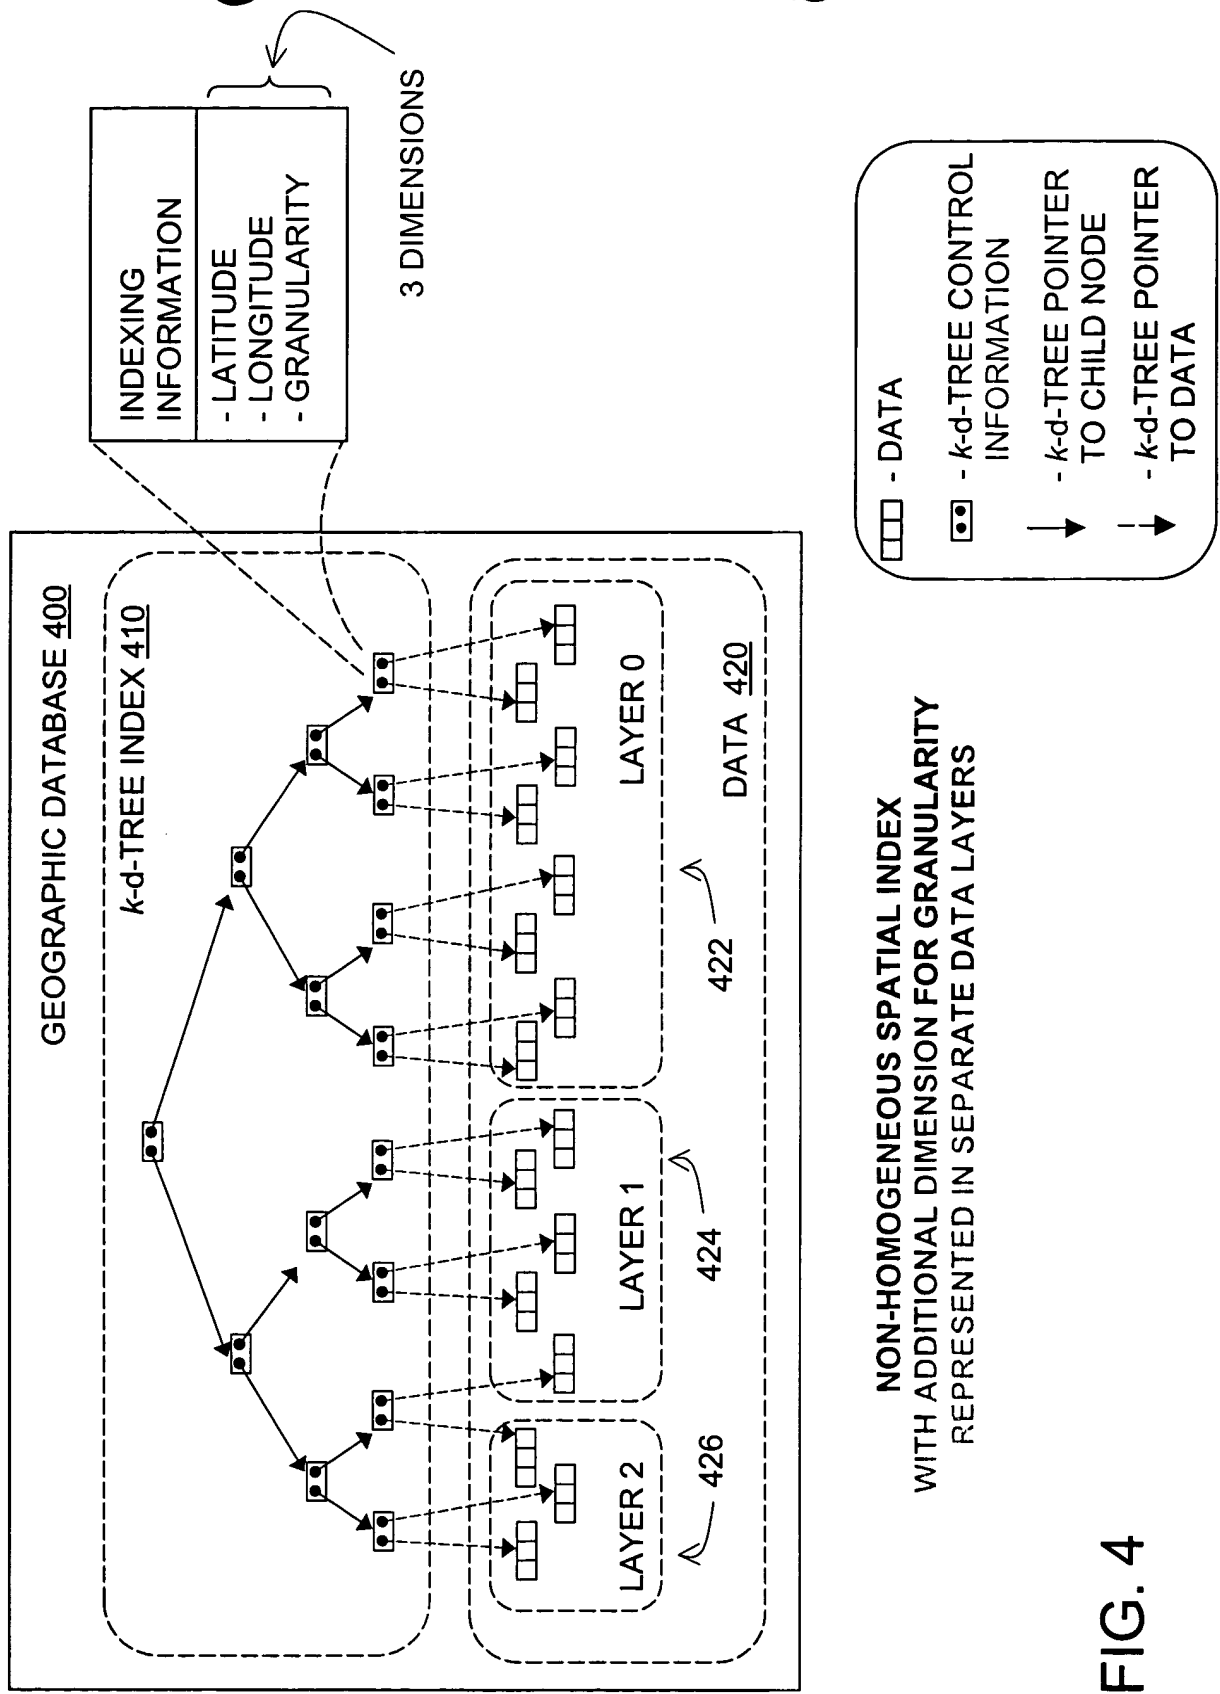 GEOGRAPHIC DATABASE 400
k-d-TREE INDEX 410
INDEXING
INFORMATION
- LATITUDE
- LONGITUDE
- GRANULARITY
3 DIMENSIONS
LAYER 2
LAYER 1
LAYER 0
DATA 420
426
424
422
- DATA
- k-d-TREE CONTROL
INFORMATION
- k-d-TREE POINTER
TO CHILD NODE
- k-d-TREE POINTER
TO DATA
NON-HOMOGENEOUS SPATIAL INDEX
WITH ADDITIONAL DIMENSION FOR GRANULARITY
REPRESENTED IN SEPARATE DATA LAYERS
FIG. 4